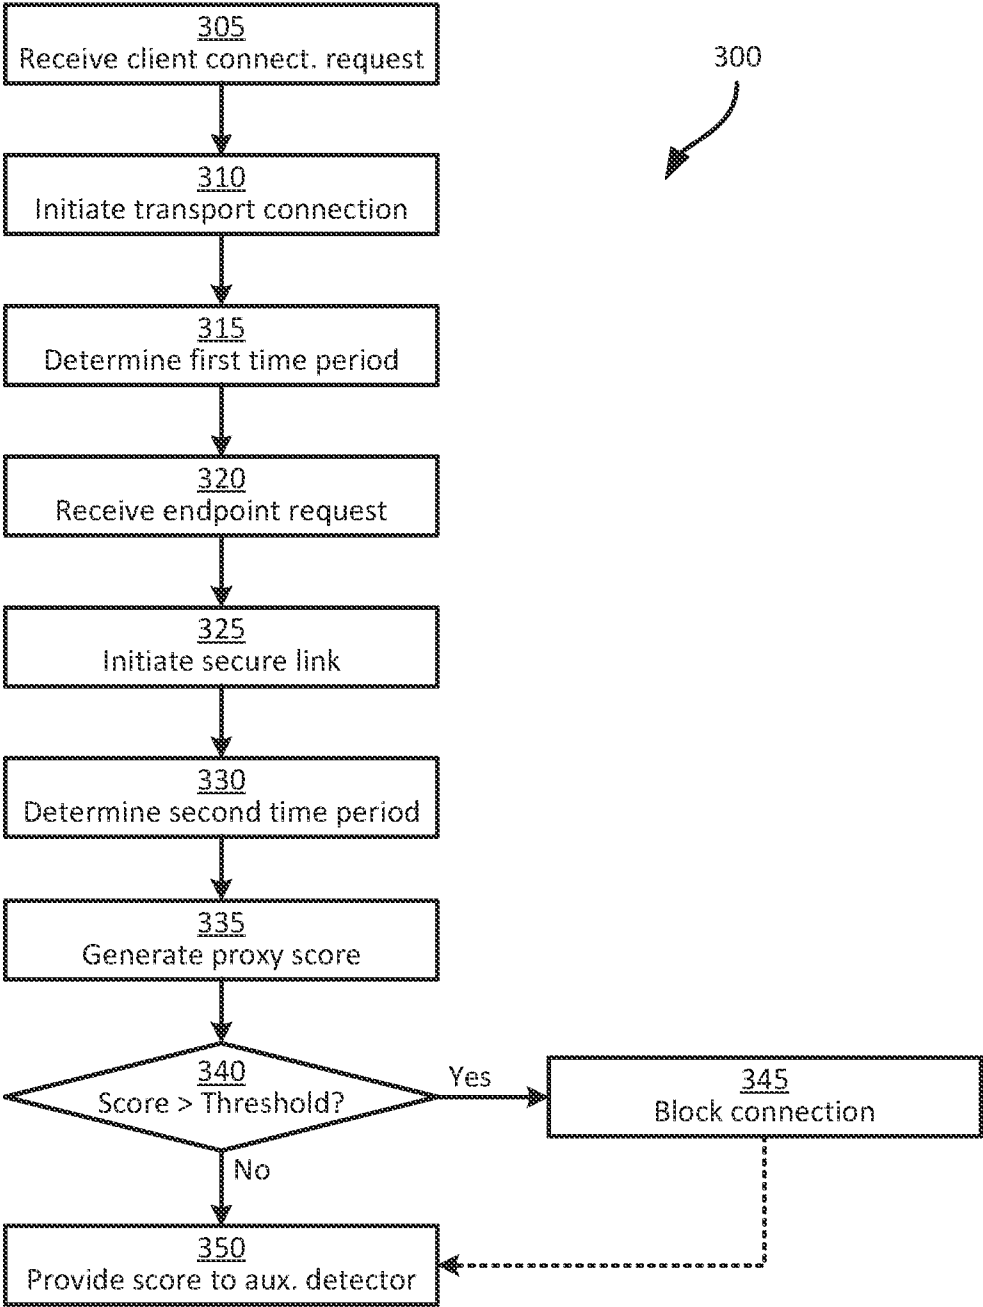 305
Receive client connect. request
300
310
Initiate transport connection
315
Determine first time period
320
Receive endpoint request
325
Initiate secure link
330
Determine second time period
335
Generate proxy score
340
Score > Threshold?
Yes
345
Block connection
No
350
Provide score to aux. detector